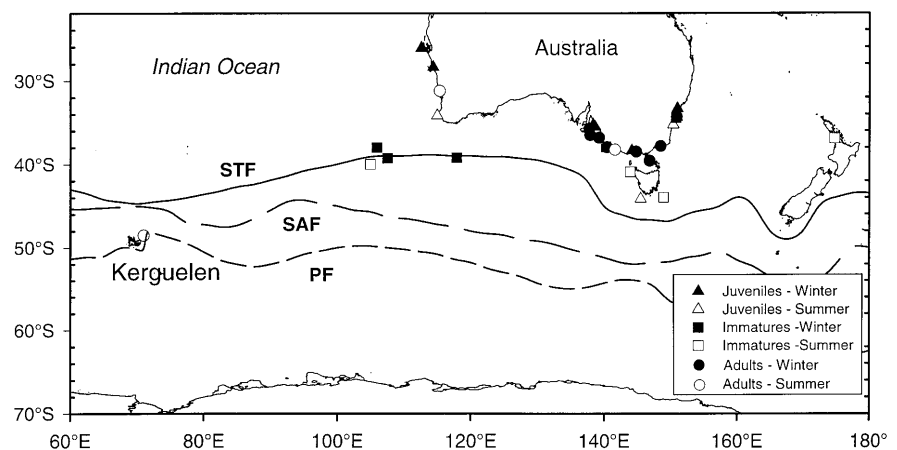 Indian Ocean
Australia
30°S
40°S
50°S
60°S
70°S
STF
SAF
Kerguelen
PF
Juveniles - Winter
Juveniles - Summer
Immatures -Winter
Immatures -Summer
Adults - Winter
Adults - Summer
60°E
80°E
100°E
120°E
140°E
160°E
180°